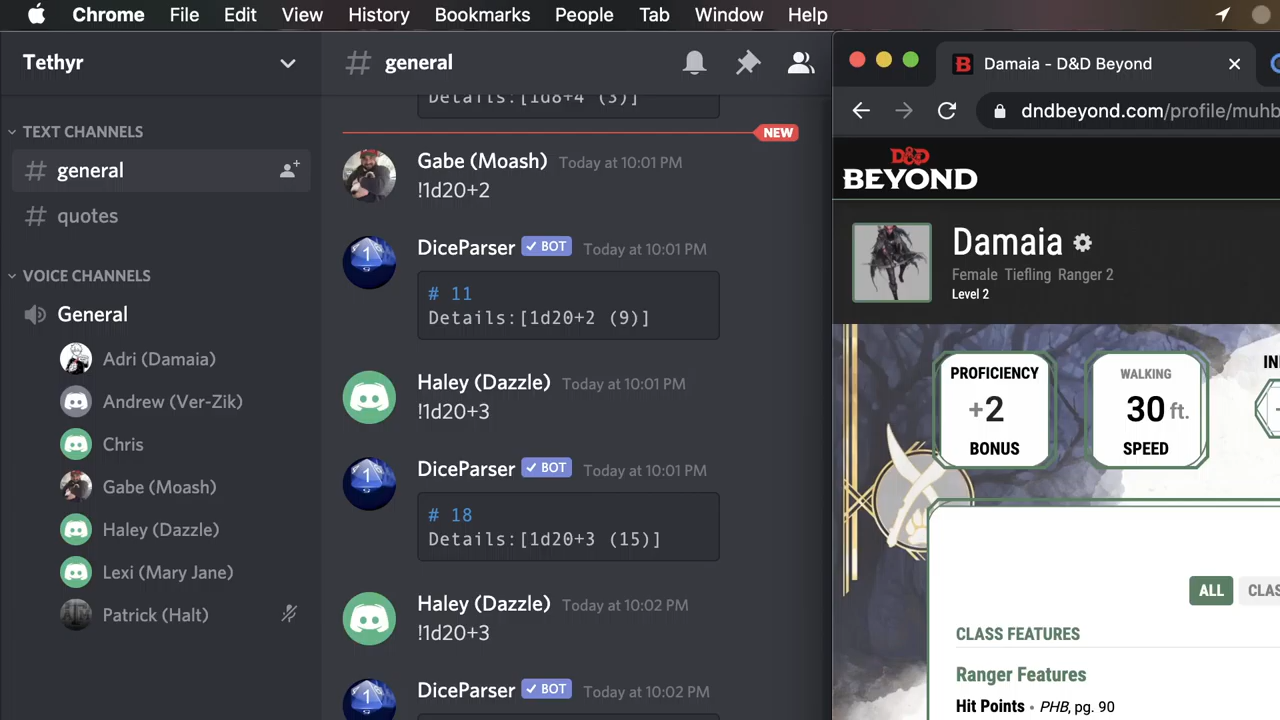 Chrome File Edit View History Bookmarks People Tab Window Help
Tethyr
TEXT CHANNELS
# general
# quotes
VOICE CHANNELS
General
Adri (Damaia)
Andrew (Ver-Zik)
Chris
Gabe (Moash)
Haley (Dazzle)
Lexi (Mary Jane)
Patrick (Halt)
# general
Details:[1d8+4 (3)]
NEW
Gabe (Moash) Today at 10:01 PM
!1d20+2
DiceParser ✓ BOT Today at 10:01 PM
# 11
Details:[1d20+2 (9)]
Haley (Dazzle) Today at 10:01 PM
!1d20+3
DiceParser ✓ BOT Today at 10:01 PM
# 18
Details:[1d20+3 (15)]
Haley (Dazzle) Today at 10:02 PM
!1d20+3
DiceParser ✓ BOT Today at 10:02 PM
Damaia - D&D Beyond
dndbeyond.com/profile/muhb
D&D
BEYOND
Damaia
Female Tiefling Ranger 2
Level 2
PROFICIENCY
+2
BONUS
WALKING
30 ft.
SPEED
IN
ALL CLAS
CLASS FEATURES
Ranger Features
Hit Points • PHB, pg. 90